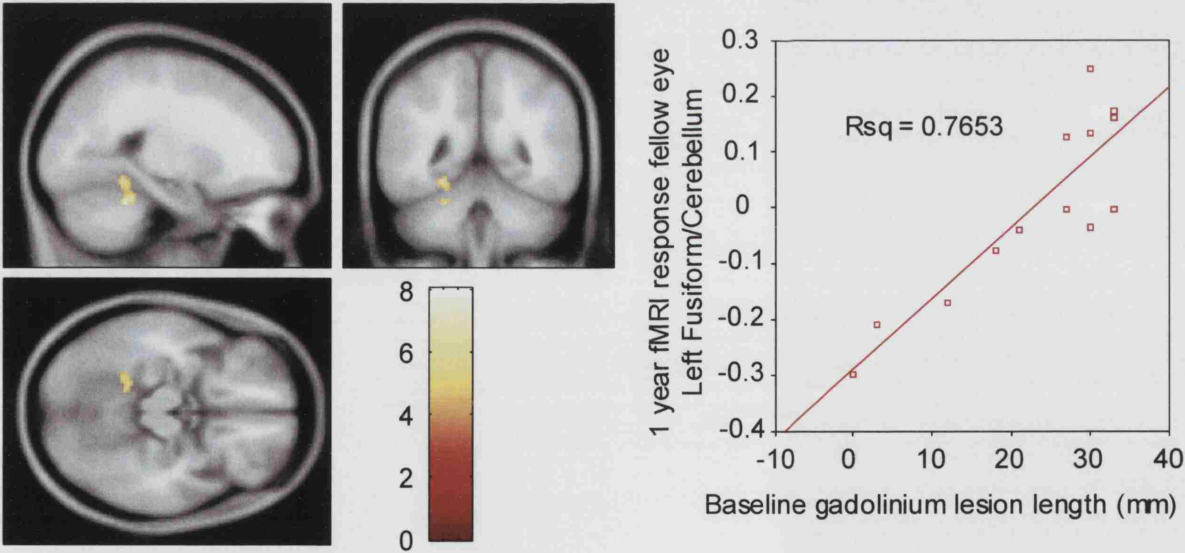 8
6
4
2
0
1 year fMRI response fellow eye
Left Fusiform/Cerebellum
0.3
0.2
0.1
0
-0.1
-0.2
-0.3
-0.4
Rsq = 0.7653
-10 0 10 20 30 40
Baseline gadolinium lesion length (mm)